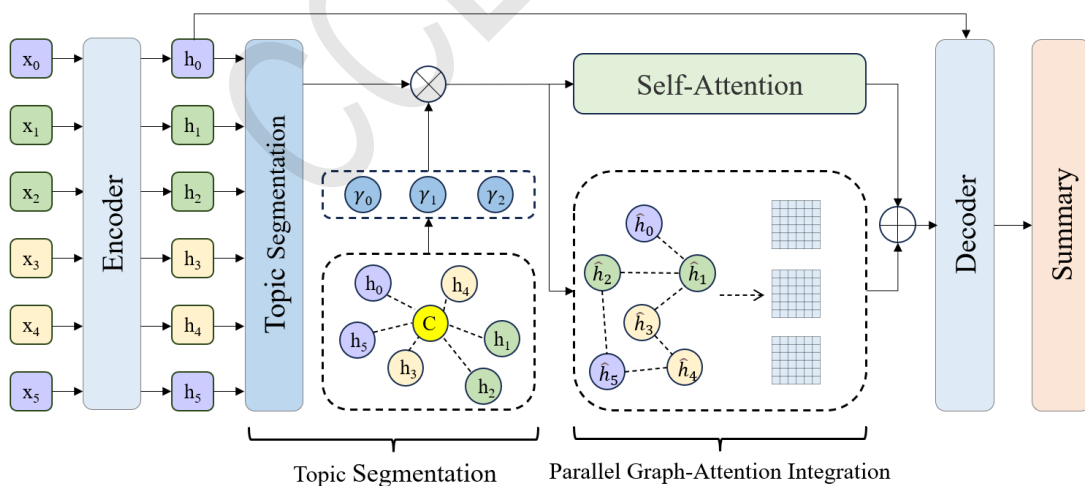 CCL
x0 h0
x1 h1
x2 h2
x3 h3
x4 h4
x5 h5
Encoder
Topic Segmentation
γ0 γ1 γ2
h0 h4
C
h5 h1
h3
h2
Topic Segmentation
Self-Attention
ĥ0
ĥ2 ĥ1
ĥ3
ĥ5 ĥ4
Parallel Graph-Attention Integration
Decoder
Summary